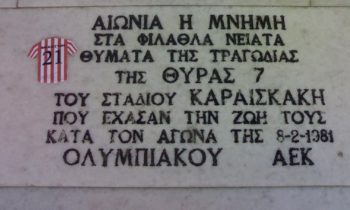 ΑΙΩΝΙΑ Η ΜΝΗΜΗ
ΣΤΑ ΦΙΛΑΘΛΑ ΝΕΙΑΤΑ
21
ΘΥΜΑΤΑ ΤΗΣ ΤΡΑΓΩΔΙΑΣ
ΤΗΣ ΘΥΡΑΣ 7
ΤΟΥ ΣΤΑΔΙΟΥ ΚΑΡΑΙΣΚΑΚΗ
ΠΟΥ ΕΧΑΣΑΝ ΤΗΝ ΖΩΗ ΤΟΥΣ
ΚΑΤΑ ΤΟΝ ΑΓΩΝΑ ΤΗΣ 8-2-1981
ΟΛΥΜΠΙΑΚΟΥ ΑΕΚ